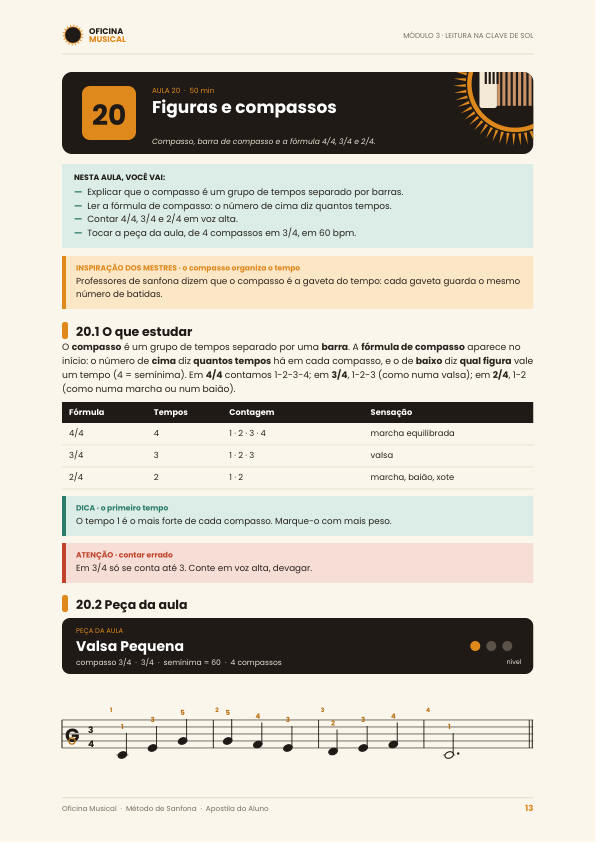 OFICINA
MUSICAL
MÓDULO 3 · LEITURA NA CLAVE DE SOL
20
AULA 20 · 50 min
Figuras e compassos
Compasso, barra de compasso e a fórmula 4/4, 3/4 e 2/4.
NESTA AULA, VOCÊ VAI:
— Explicar que o compasso é um grupo de tempos separado por barras.
— Ler a fórmula de compasso: o número de cima diz quantos tempos.
— Contar 4/4, 3/4 e 2/4 em voz alta.
— Tocar a peça da aula, de 4 compassos em 3/4, em 60 bpm.
INSPIRAÇÃO DOS MESTRES · o compasso organiza o tempo
Professores de sanfona dizem que o compasso é a gaveta do tempo: cada gaveta guarda o mesmo
número de batidas.
20.1 O que estudar
O compasso é um grupo de tempos separado por uma barra. A fórmula de compasso aparece no
início: o número de cima diz quantos tempos há em cada compasso, e o de baixo diz qual figura vale
um tempo (4 = semínima). Em 4/4 contamos 1-2-3-4; em 3/4, 1-2-3 (como numa valsa); em 2/4, 1-2
(como numa marcha ou num baião).
Fórmula Tempos Contagem Sensação
4/4 4 1 · 2 · 3 · 4 marcha equilibrada
3/4 3 1 · 2 · 3 valsa
2/4 2 1 · 2 marcha, baião, xote
DICA · o primeiro tempo
O tempo 1 é o mais forte de cada compasso. Marque-o com mais peso.
ATENÇÃO · contar errado
Em 3/4 só se conta até 3. Conte em voz alta, devagar.
20.2 Peça da aula
PEÇA DA AULA
Valsa Pequena
compasso 3/4 · 3/4 · semínima = 60 · 4 compassos
nível
1 2 3 4
1 3 5 5 4 3 2 3 4 1
G 3
4
Oficina Musical · Método de Sanfona · Apostila do Aluno
13